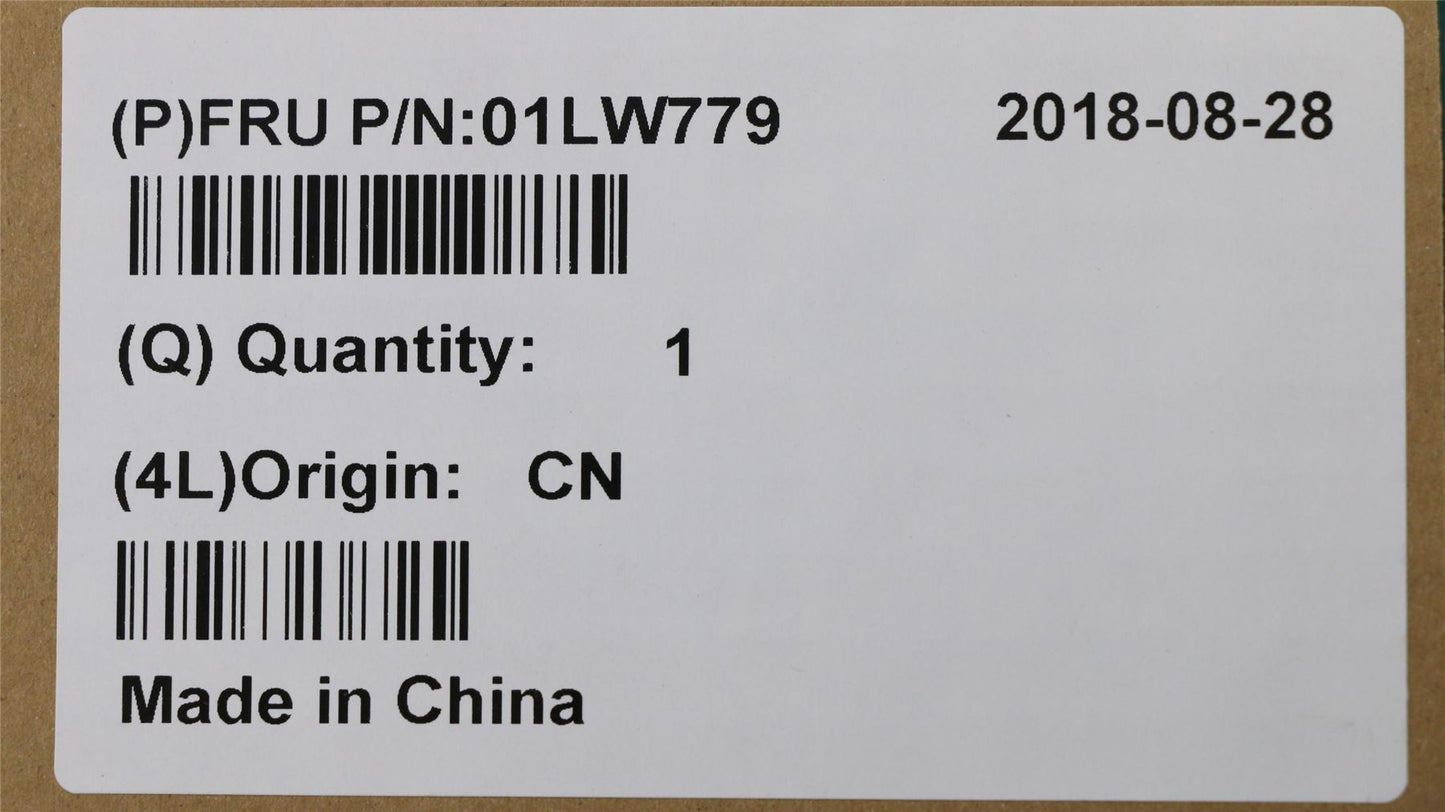 (P)FRU P/N:01LW779 2018-08-28
(Q) Quantity: 1
(4L)Origin: CN
Made in China